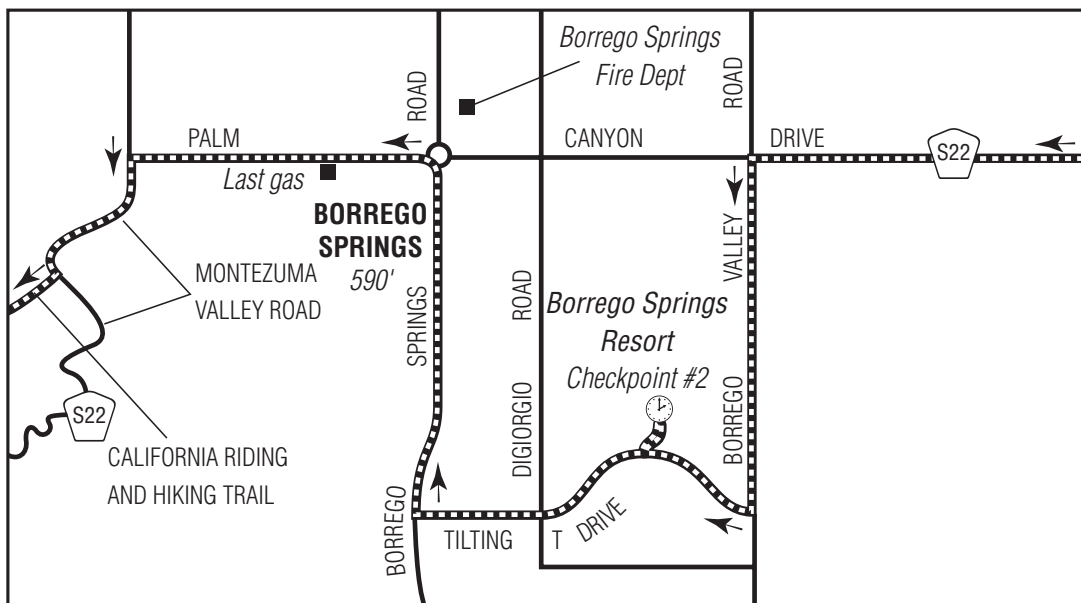 Borrego Springs
Fire Dept
ROAD
ROAD
PALM
CANYON
DRIVE
S22
Last gas
BORREGO
SPRINGS
590'
VALLEY
MONTEZUMA
VALLEY ROAD
SPRINGS
ROAD
Borrego Springs
Resort
Checkpoint #2
BORREGO
DIGIORGIO
S22
CALIFORNIA RIDING
AND HIKING TRAIL
BORREGO
TILTING
T
DRIVE